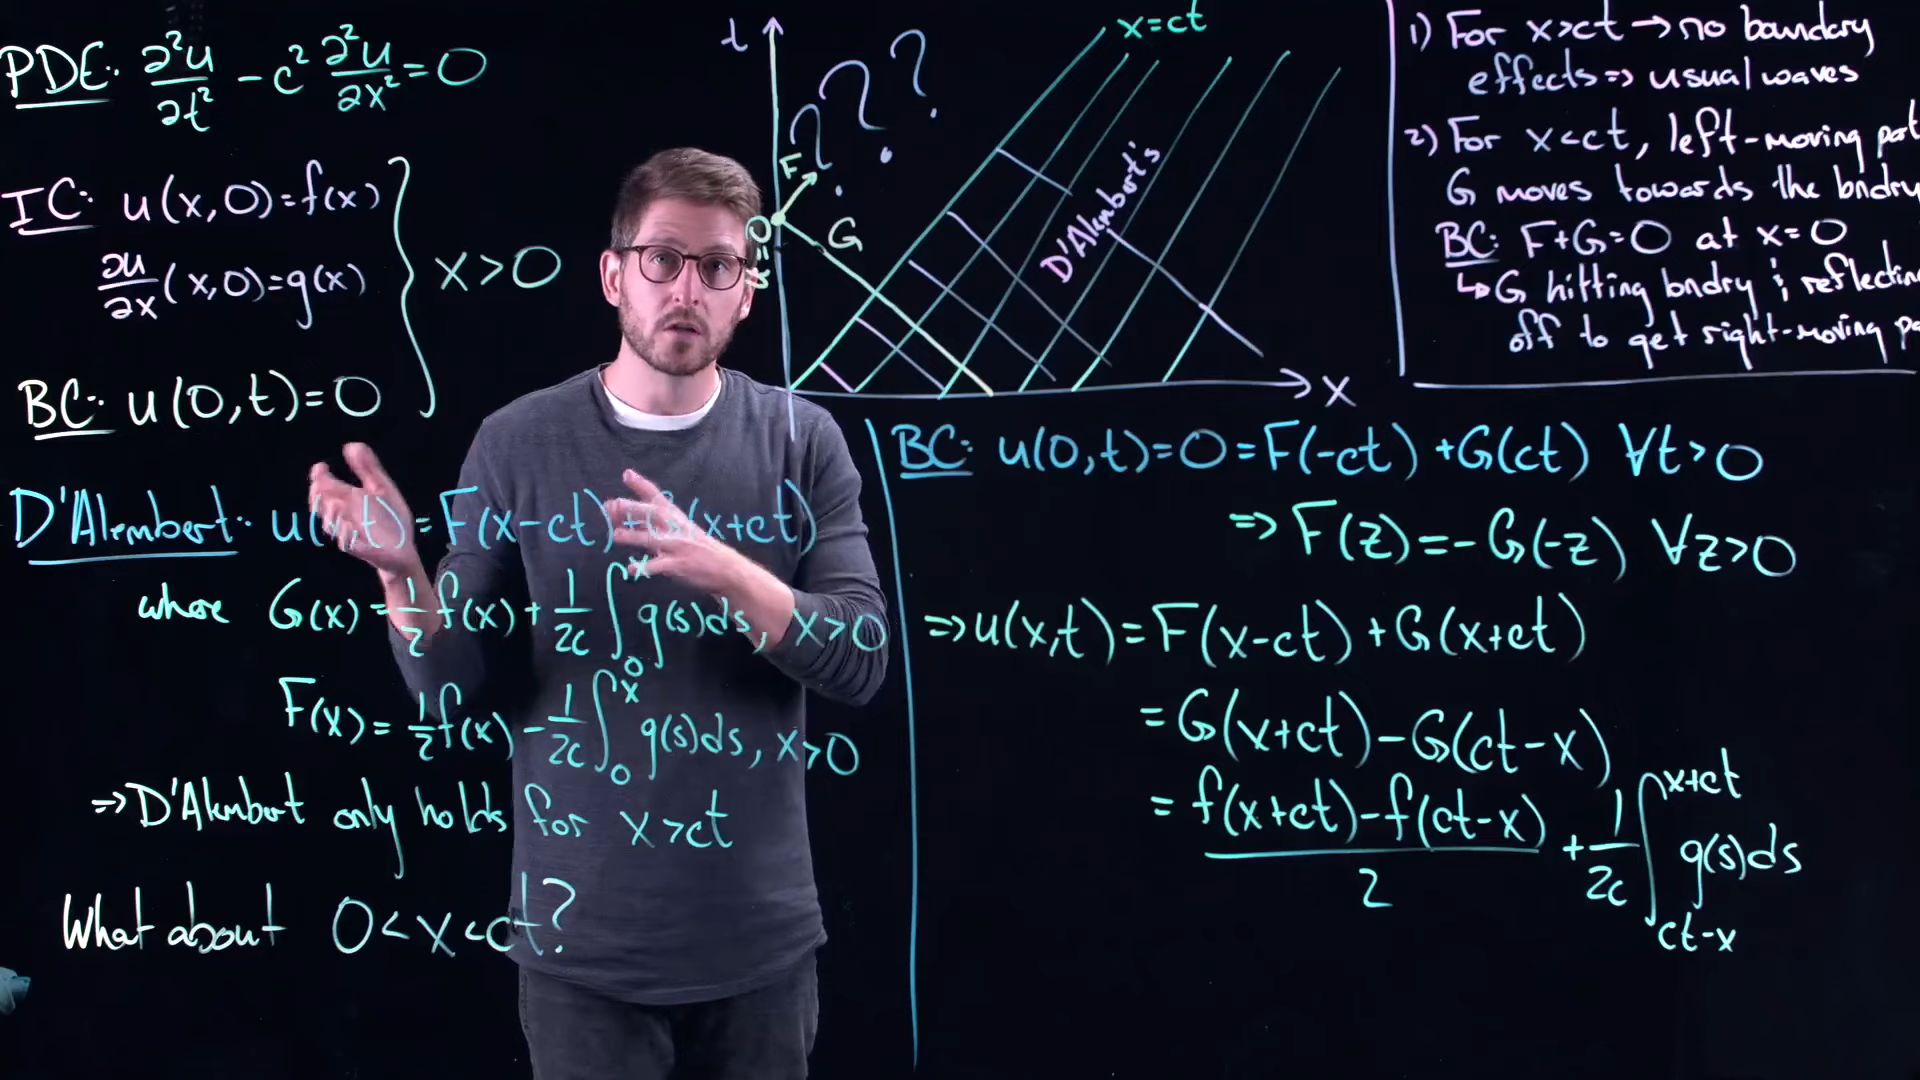 PDE: ∂²u/∂t² - c² ∂²u/∂x² = 0
IC: u(x,0)=f(x)
∂u/∂x (x,0)=g(x)
x>0
BC: u(0,t)=0
D'Alembert: u(x,t)=F(x-ct)+G(x+ct)
where G(x)=1/2 f(x)+1/2c ∫₀ˣ g(s)ds, x>0
F(x)=1/2 f(x)-1/2c ∫₀ˣ g(s)ds, x>0
⇒ D'Alembert only holds for x>ct
What about 0<x<ct?
t
x=ct
? ? ?
F
G
u=0
D'Alembert's
x
1) For x>ct → no boundary
effects ⇒ usual waves
2) For x<ct, left-moving part
G moves towards the bndry
BC: F+G=0 at x=0
↳ G hitting bndry & reflectin
off to get right-moving pa
BC: u(0,t)=0=F(-ct)+G(ct) ∀t>0
⇒ F(z)=-G(-z) ∀z>0
⇒ u(x,t)=F(x-ct)+G(x+ct)
=G(x+ct)-G(ct-x)
= (f(x+ct)-f(ct-x))/2 + 1/2c ∫_{ct-x}^{x+ct} g(s)ds